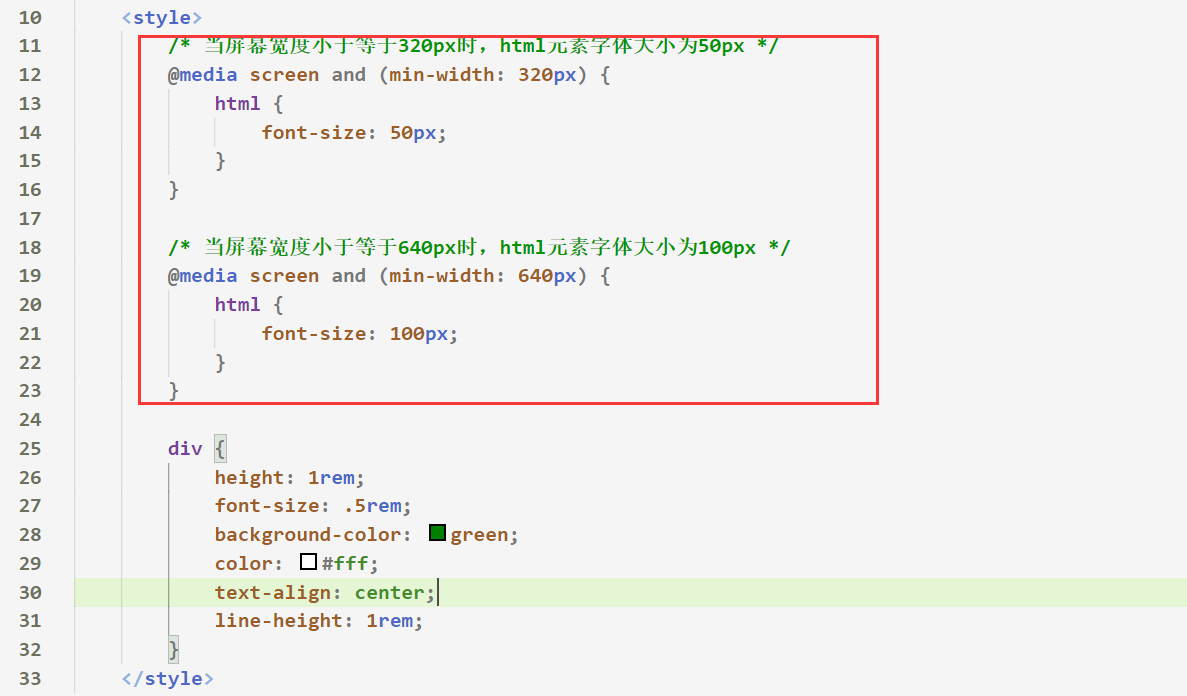 10 <style>
11 /* 当屏幕宽度小于等于320px时，html元素字体大小为50px */
12 @media screen and (min-width: 320px) {
13 html {
14 font-size: 50px;
15 }
16 }
17
18 /* 当屏幕宽度小于等于640px时，html元素字体大小为100px */
19 @media screen and (min-width: 640px) {
20 html {
21 font-size: 100px;
22 }
23 }
24
25 div {
26 height: 1rem;
27 font-size: .5rem;
28 background-color: green;
29 color: #fff;
30 text-align: center;
31 line-height: 1rem;
32 }
33 </style>